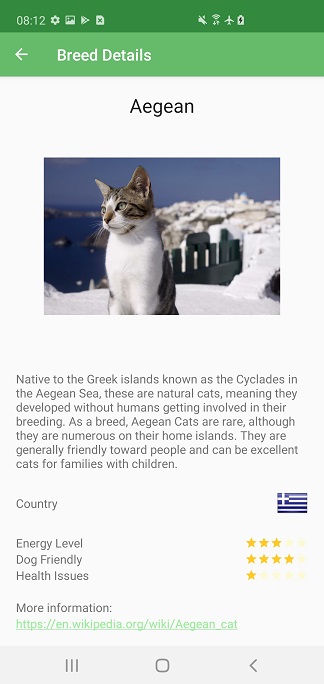 08:12
Breed Details
Aegean
Native to the Greek islands known as the Cyclades in
the Aegean Sea, these are natural cats, meaning they
developed without humans getting involved in their
breeding. As a breed, Aegean Cats are rare, although
they are numerous on their home islands. They are
generally friendly toward people and can be excellent
cats for families with children.
Country
Energy Level
Dog Friendly
Health Issues
More information:
https://en.wikipedia.org/wiki/Aegean_cat